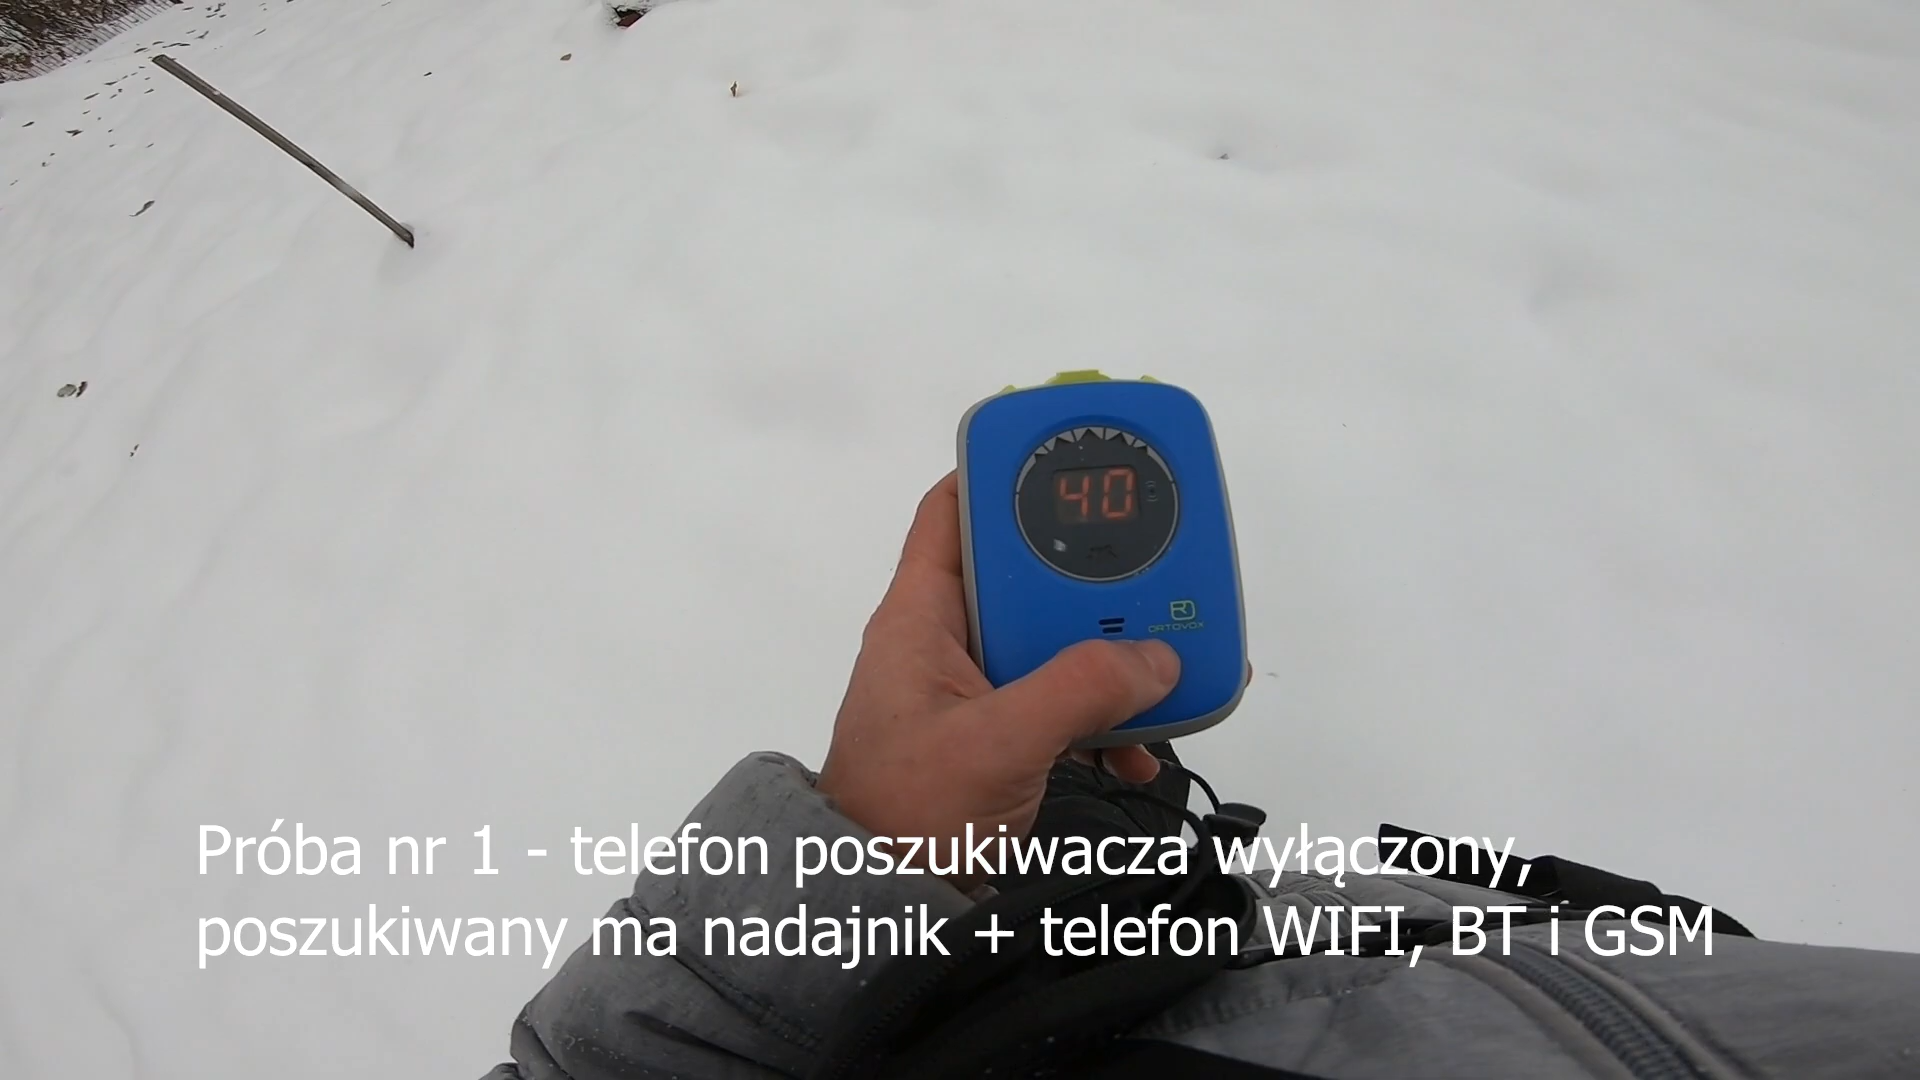 40
ORTOVOX
Próba nr 1 - telefon poszukiwacza wyłączony,
poszukiwany ma nadajnik + telefon WIFI, BT i GSM